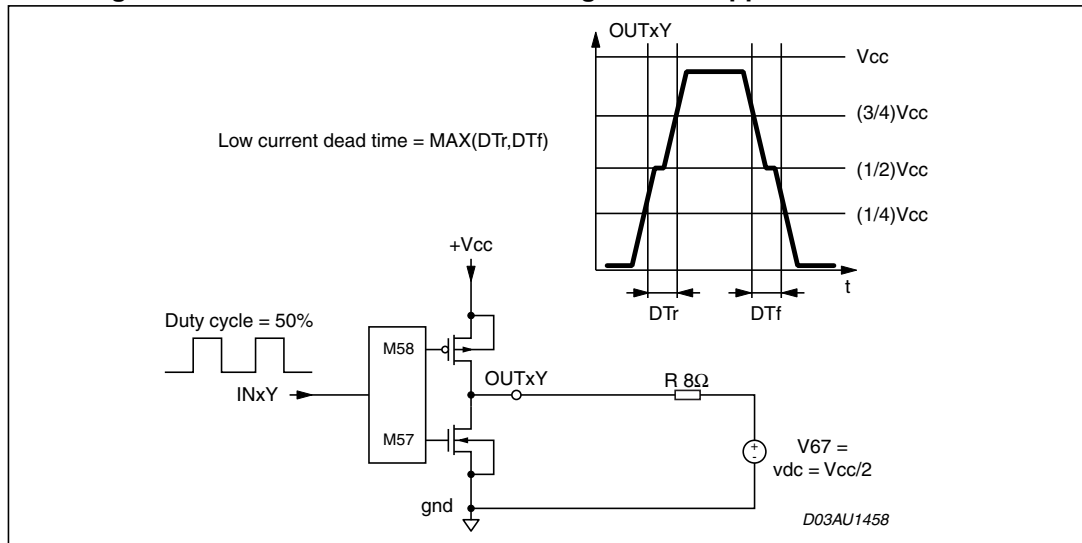 OUTxY
Vcc
(3/4)Vcc
Low current dead time = MAX(DTr,DTf)
(1/2)Vcc
(1/4)Vcc
+Vcc
t
DTr
DTf
Duty cycle = 50%
M58
OUTxY
R 8Ω
INxY
M57
+
-
V67 =
vdc = Vcc/2
gnd
D03AU1458